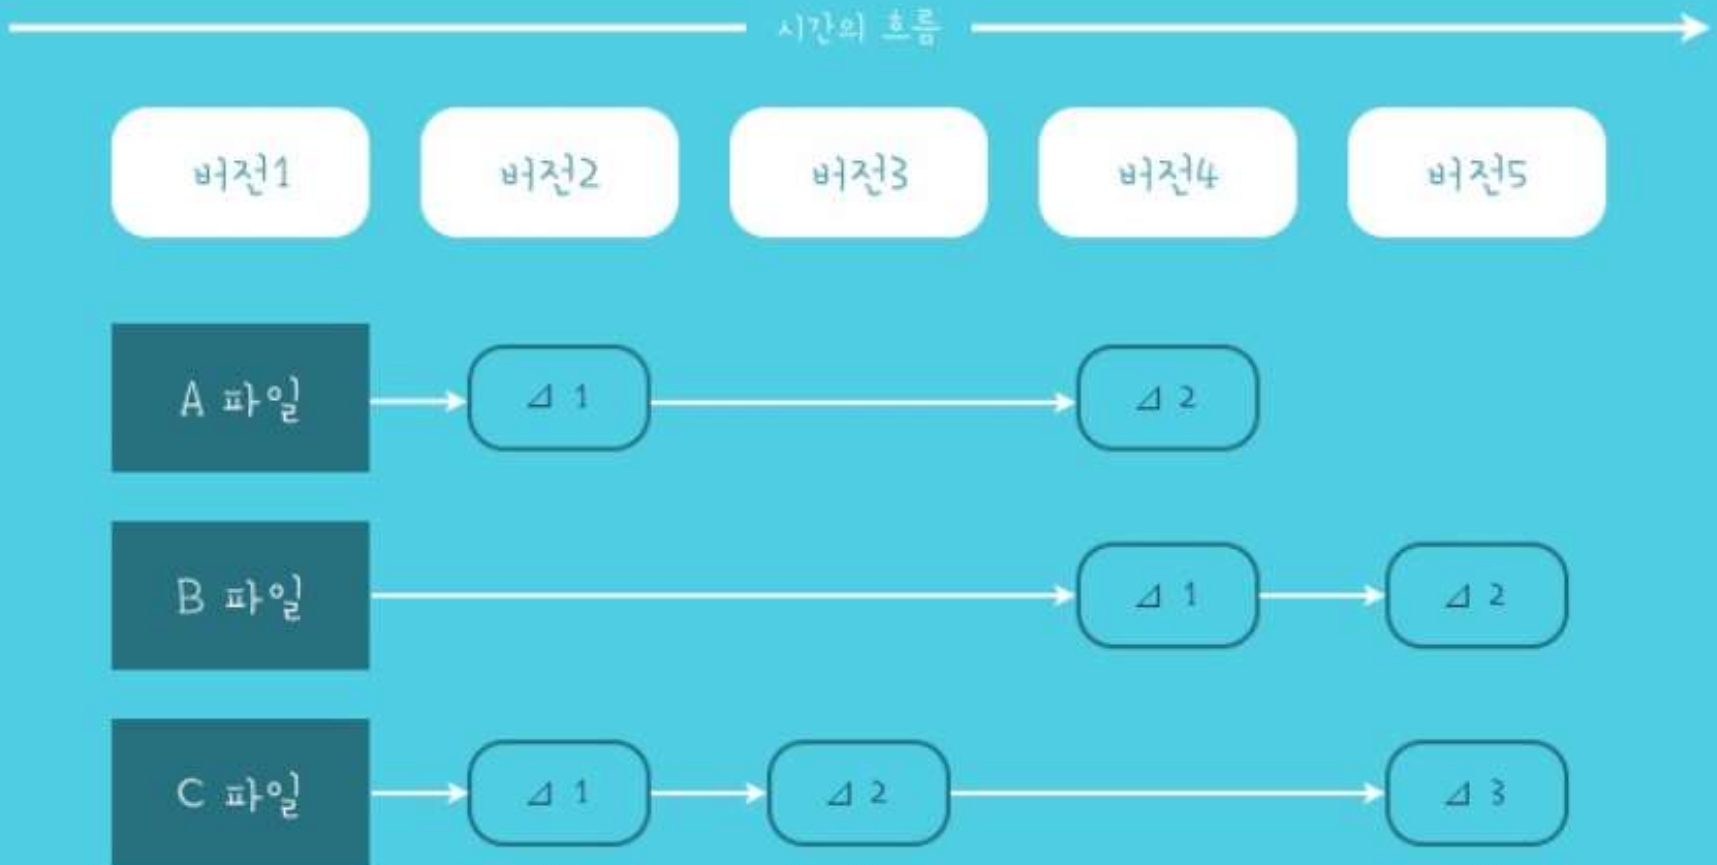 시간의 흐름
버전1 버전2 버전3 버전4 버전5
A 파일 ⊿ 1 ⊿ 2
B 파일 ⊿ 1 ⊿ 2
C 파일 ⊿ 1 ⊿ 2 ⊿ 3